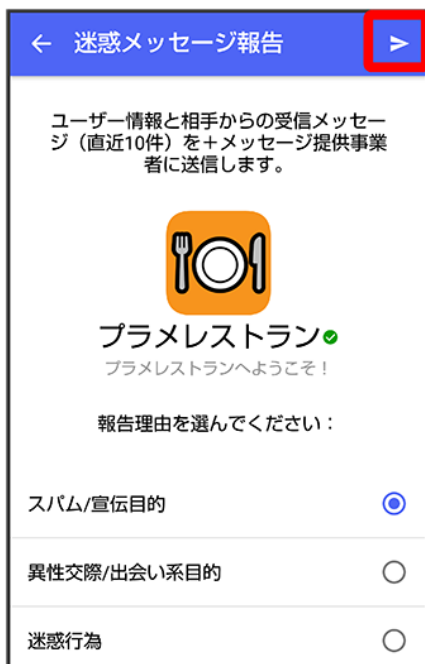 迷惑メッセージ報告
ユーザー情報と相手からの受信メッセー
ジ（直近10件）を＋メッセージ提供事業
者に送信します。
プラメレストラン
プラメレストランへようこそ！
報告理由を選んでください：
スパム/宣伝目的
異性交際/出会い系目的
迷惑行為